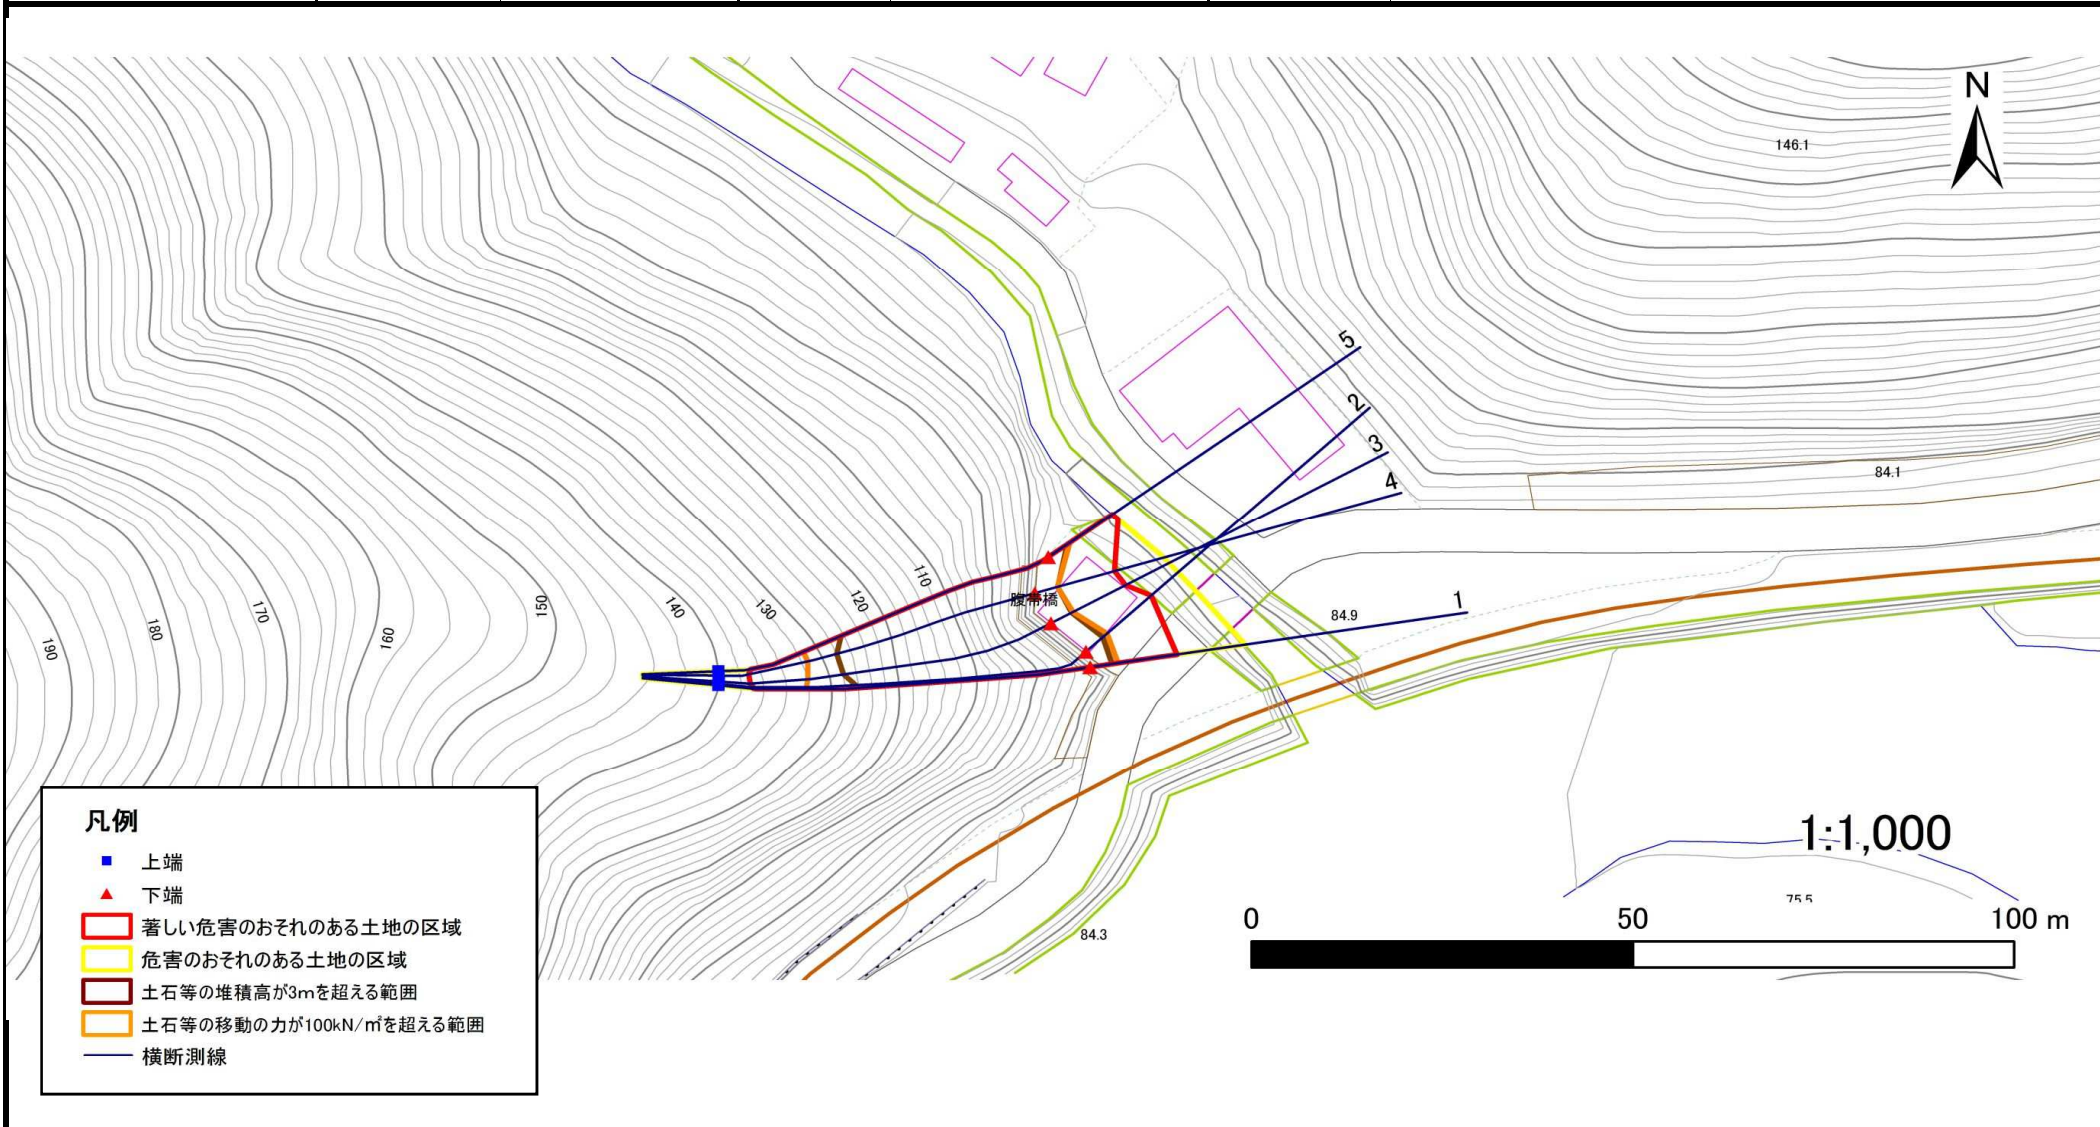 N
146.1
5
2
3
84.1
4
110
腹帯橋
150
140
130
120
1
170
84.9
180
160
190
凡例
上端
下端
著しい危害のおそれのある土地の区域
危害のおそれのある土地の区域
土石等の堆積高が3mを超える範囲
土石等の移動の力が100kN/㎡を超える範囲
横断測線
1:1,000
75.5
0 50 100 m
84.3